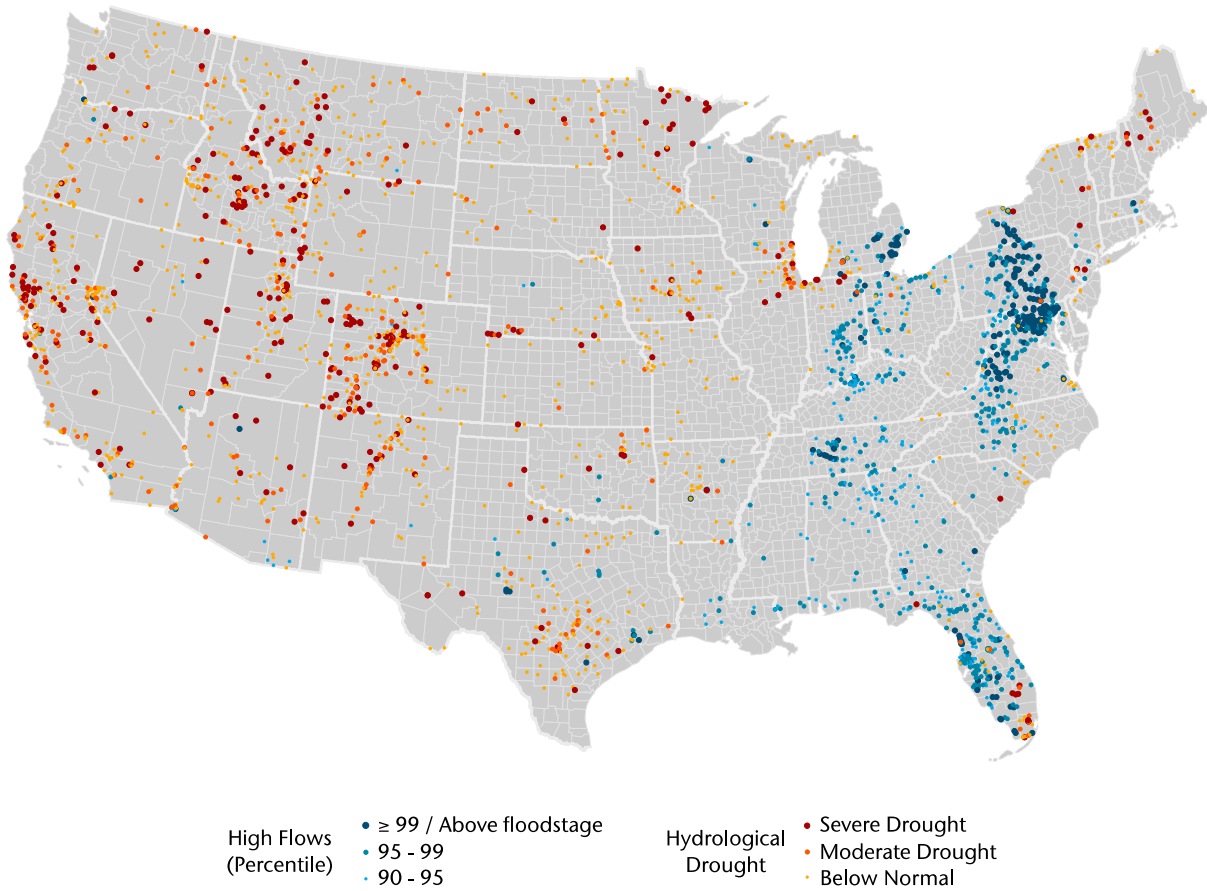 High Flows
(Percentile)
≥ 99 / Above floodstage
95 - 99
90 - 95
Hydrological
Drought
Severe Drought
Moderate Drought
Below Normal